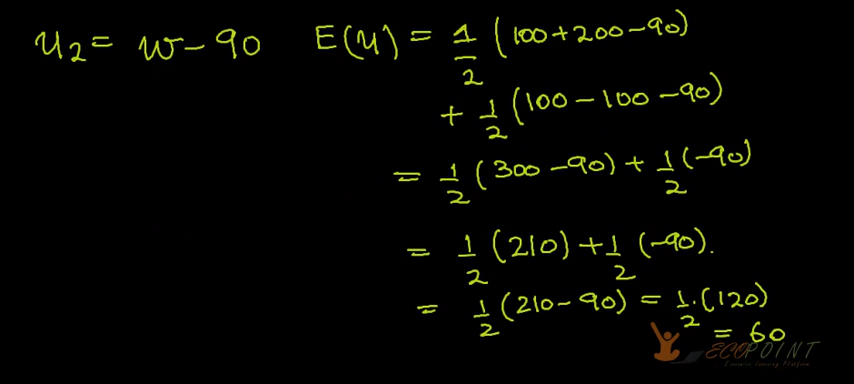 u₂ = w - 90 E(u) = 1/2 (100 + 200 - 90)
+ 1/2 (100 - 100 - 90)
= 1/2 (300 - 90) + 1/2 (-90)
= 1/2 (210) + 1/2 (-90).
= 1/2 (210 - 90) = 1/2 . (120)
= 60
ECOPOINT